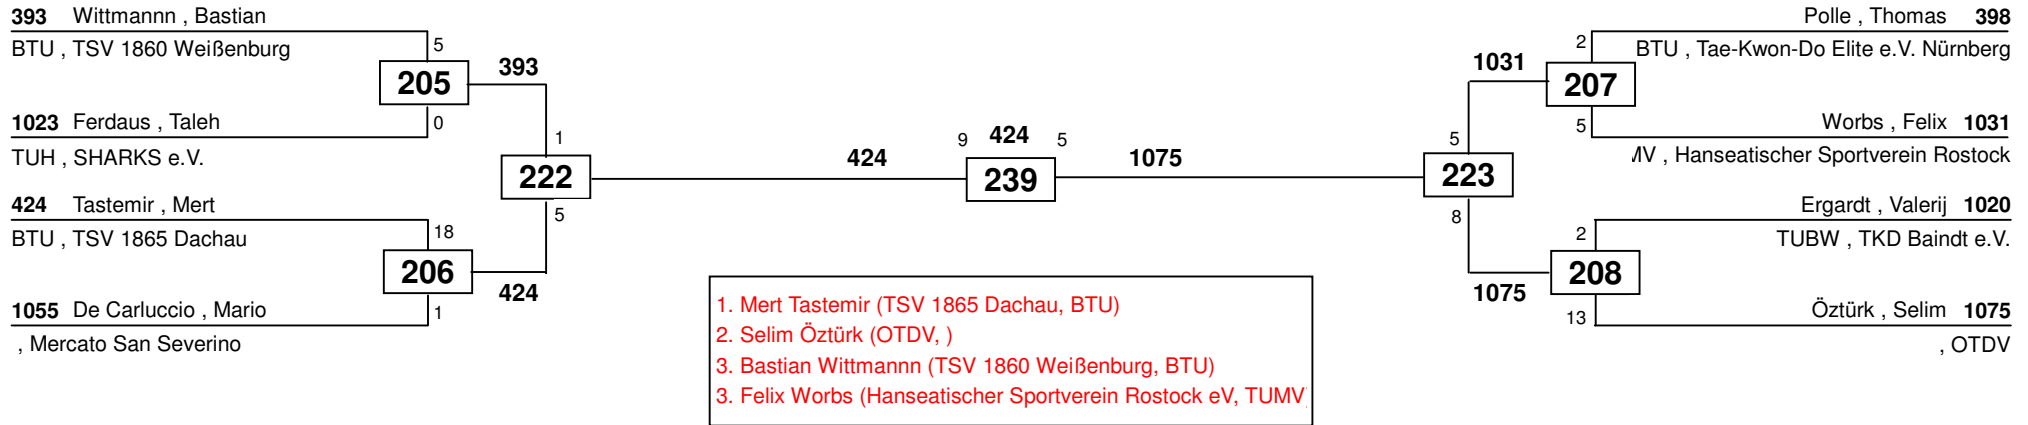 393 Wittmannn , Bastian
BTU , TSV 1860 Weißenburg
5
205
393
0
1023 Ferdaus , Taleh
TUH , SHARKS e.V.
1
222
5
424 Tastemir , Mert
BTU , TSV 1865 Dachau
18
206
424
1
1055 De Carluccio , Mario
, Mercato San Severino
424
9 424 5
239
1075
Polle , Thomas 398
BTU , Tae-Kwon-Do Elite e.V. Nürnberg
2
1031
207
5
Worbs , Felix 1031
MV , Hanseatischer Sportverein Rostock
5
223
8
Ergardt , Valerij 1020
TUBW , TKD Baindt e.V.
2
208
1075
13
Öztürk , Selim 1075
, OTDV
1. Mert Tastemir (TSV 1865 Dachau, BTU)
2. Selim Öztürk (OTDV, )
3. Bastian Wittmannn (TSV 1860 Weißenburg, BTU)
3. Felix Worbs (Hanseatischer Sportverein Rostock eV, TUMV)